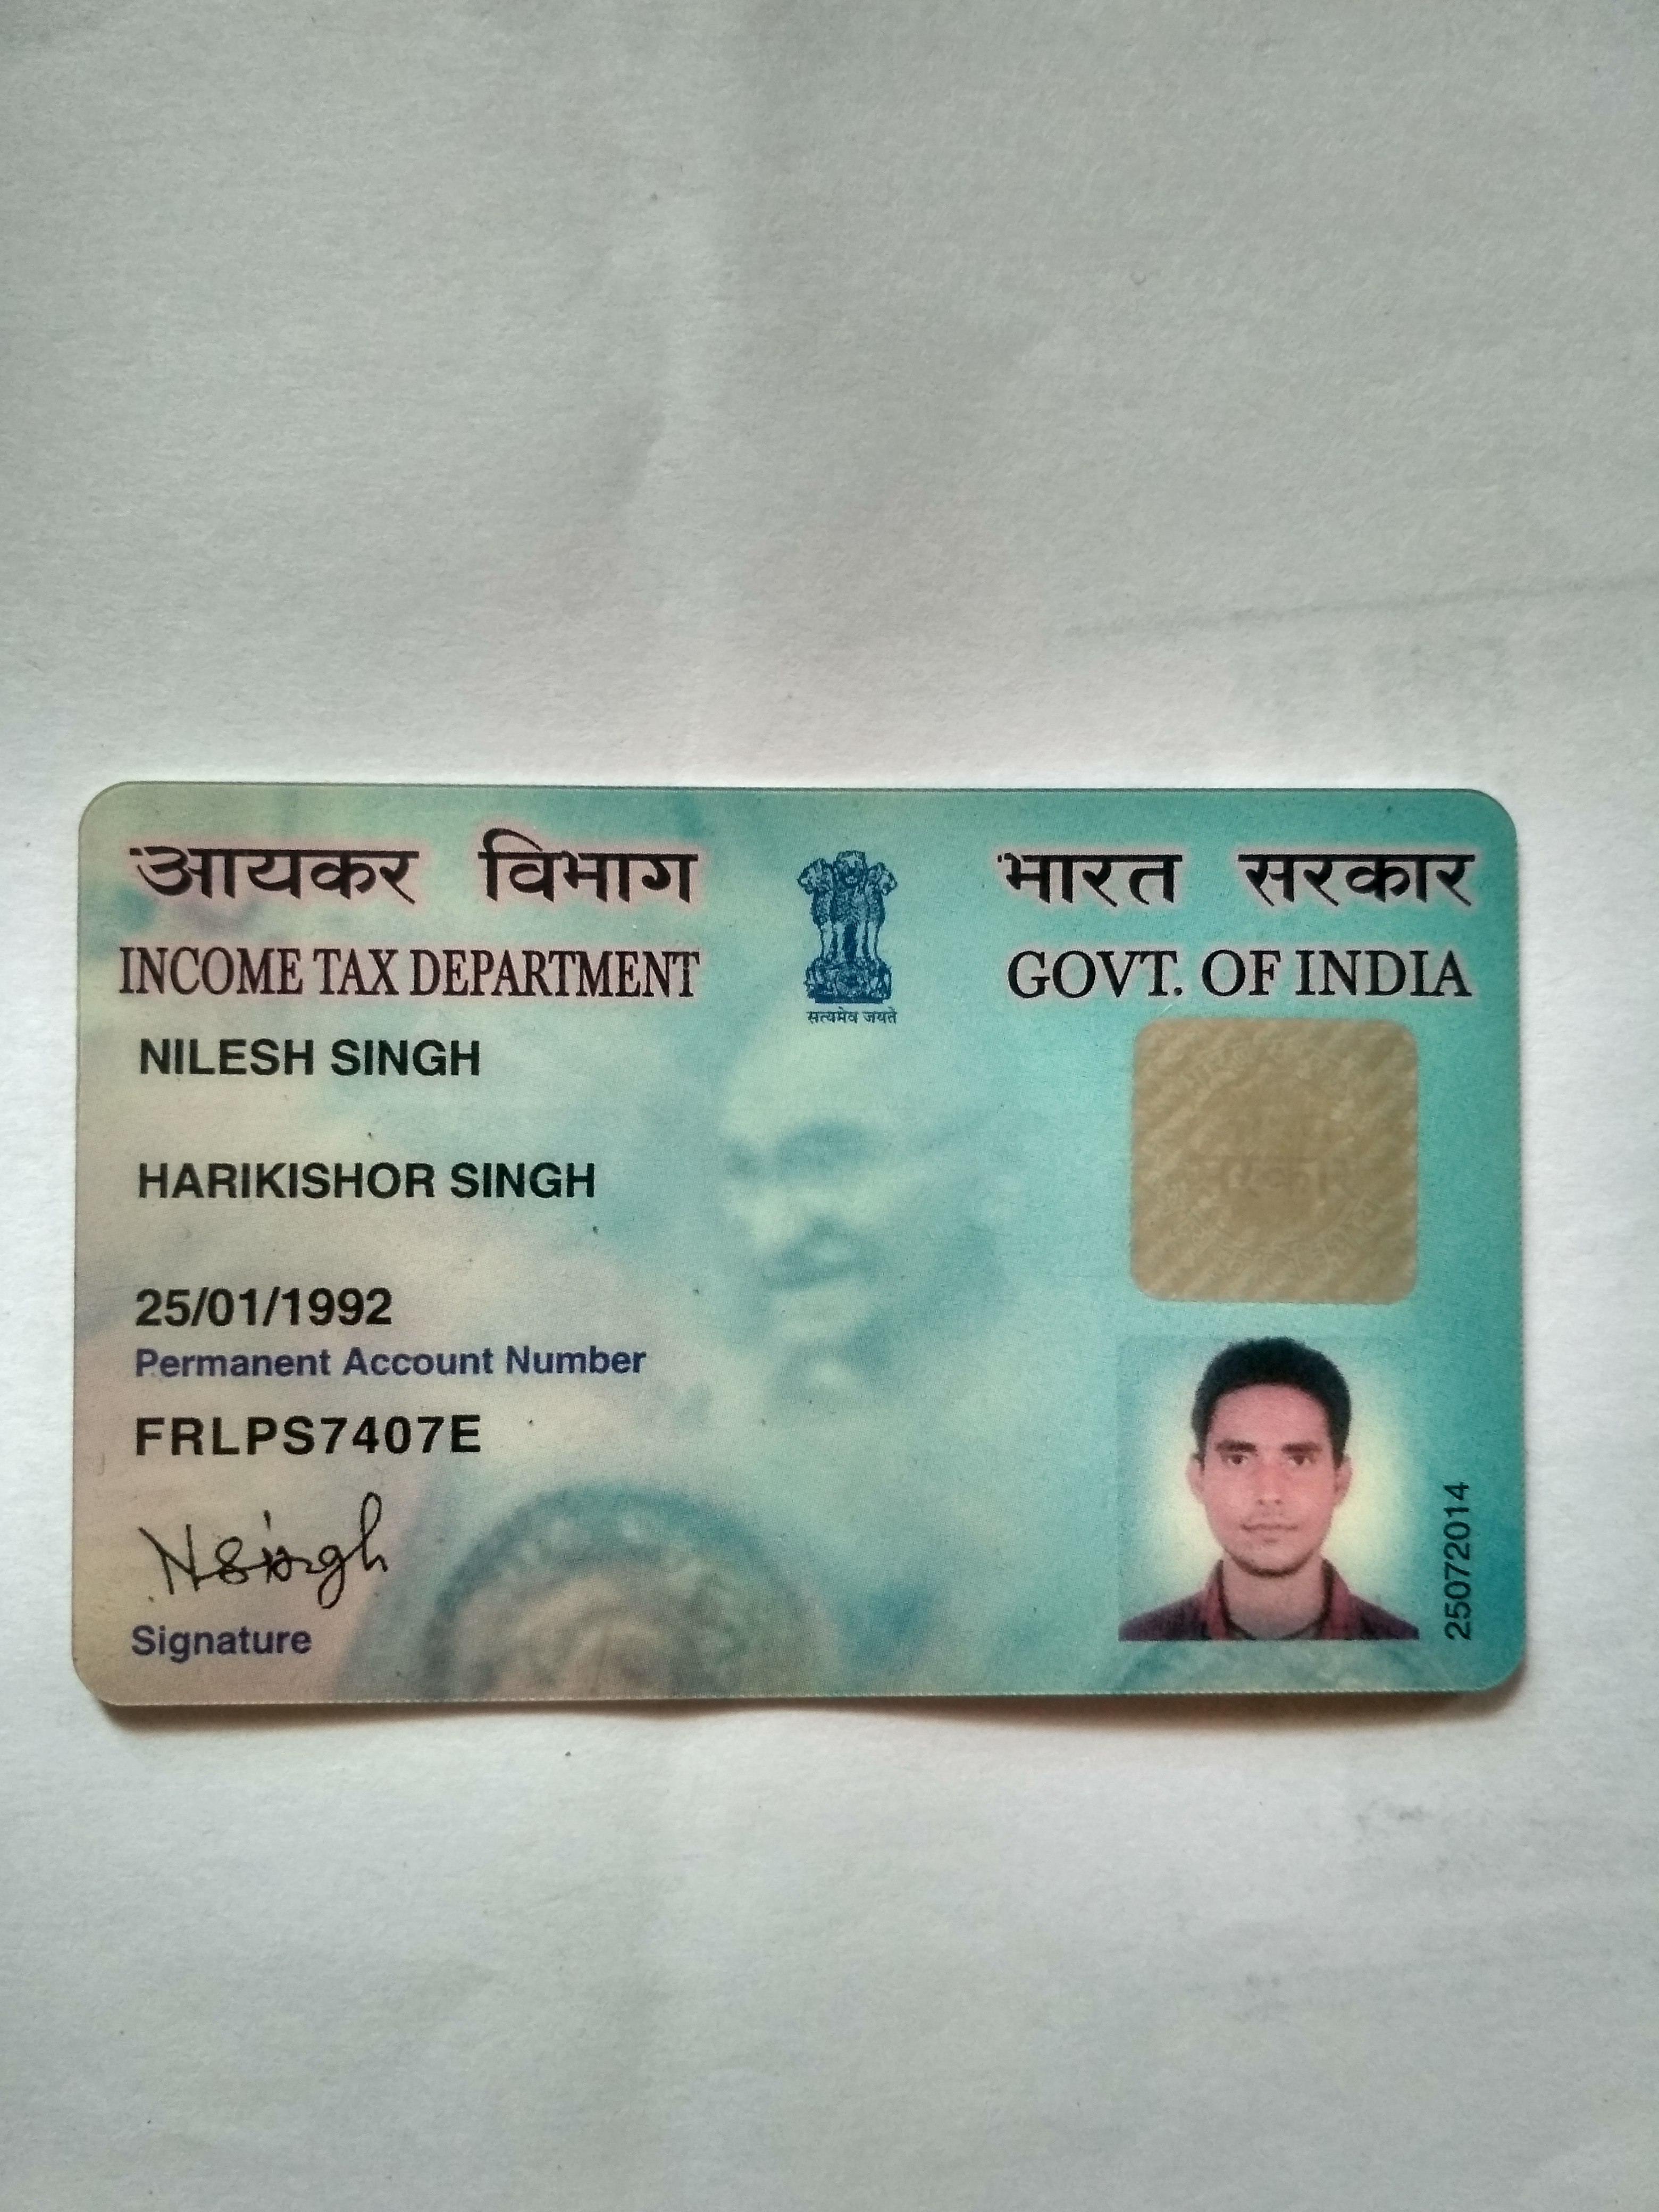 आयकर विभाग भारत सरकार
INCOME TAX DEPARTMENT GOVT. OF INDIA
सत्यमेव जयते
NILESH SINGH
HARIKISHOR SINGH
25/01/1992
Permanent Account Number
FRLPS7407E
NSingh
Signature
25072014